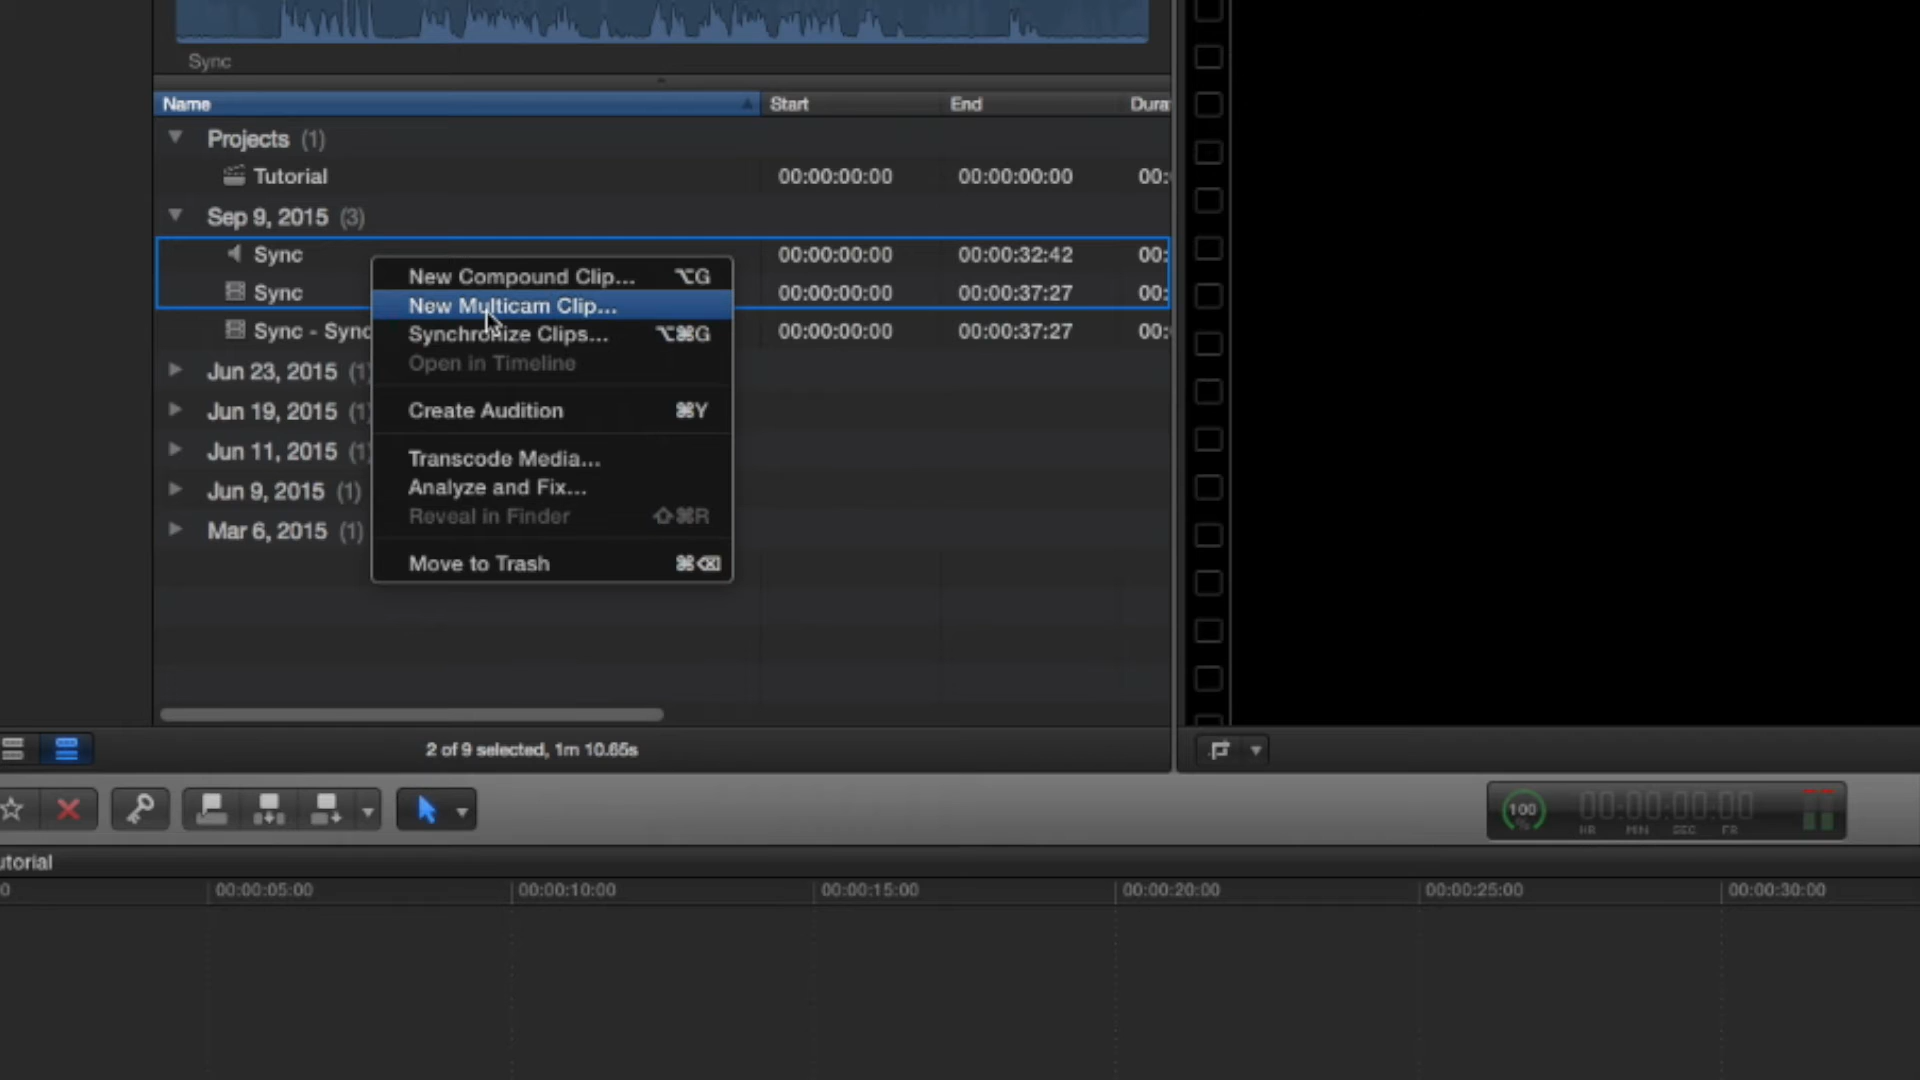 Sync
Name Start End Dura
Projects (1)
Tutorial 00:00:00:00 00:00:00:00 00:
Sep 9, 2015 (3)
Sync 00:00:00:00 00:00:32:42 00:
Sync 00:00:00:00 00:00:37:27 00:
Sync - Sync 00:00:00:00 00:00:37:27 00:
Jun 23, 2015 (1)
Jun 19, 2015 (1)
Jun 11, 2015 (1)
Jun 9, 2015 (1)
Mar 6, 2015 (1)
New Compound Clip... ⌥G
New Multicam Clip...
Synchronize Clips... ⌥⌘G
Open in Timeline
Create Audition ⌘Y
Transcode Media...
Analyze and Fix...
Reveal in Finder ⇧⌘R
Move to Trash ⌘⌫
2 of 9 selected, 1m 10.65s
100 % 00:00:00:00
HR MIN SEC FR
utorial
0 00:00:05:00 00:00:10:00 00:00:15:00 00:00:20:00 00:00:25:00 00:00:30:00